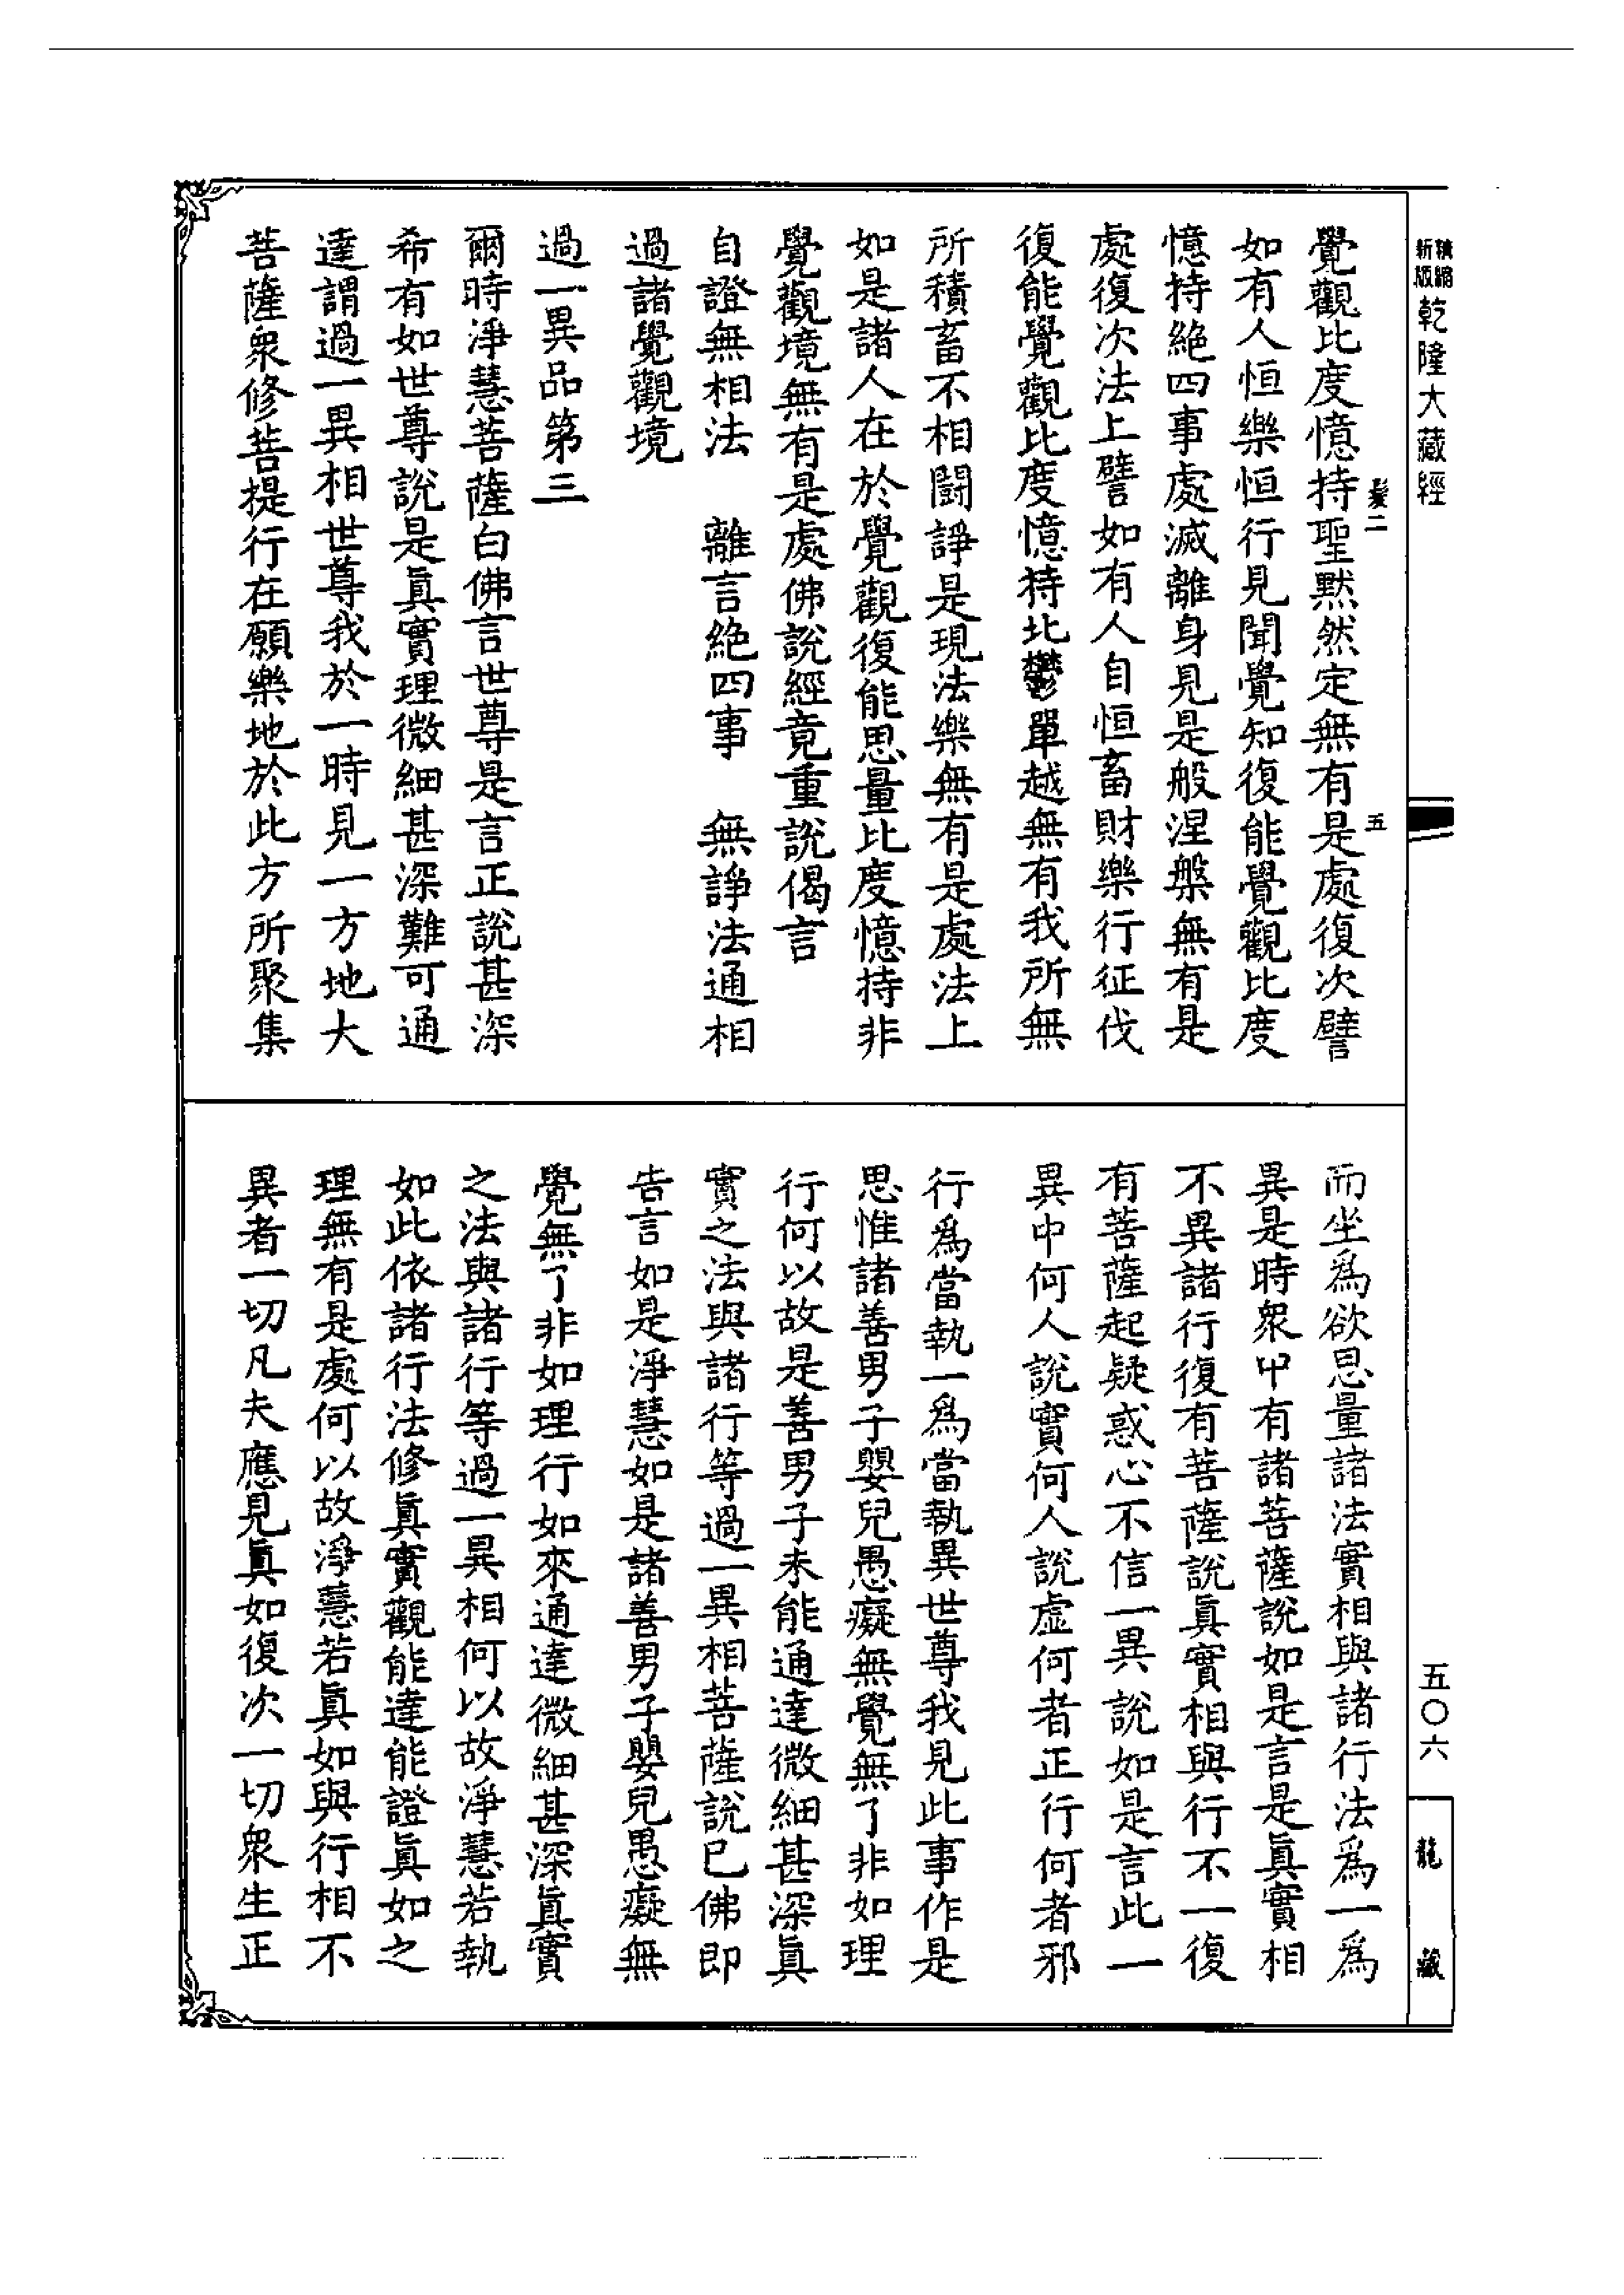 精縮新版乾隆大藏經
髮二 五
覺觀比度憶持聖默然定無有是處復次譬
如有人恒樂恒行見聞覺知復能覺觀比度
憶持絶四事處滅離身見是般涅槃無有是
處復次法上譬如有人自恒畜財樂行征伐
復能覺觀比度憶持北鬱單越無有我所無
所積畜不相鬪諍是現法樂無有是處法上
如是諸人在於覺觀復能思量比度憶持非
覺觀境無有是處佛說經竟重說偈言
自證無相法 離言絶四事 無諍法通相
過諸覺觀境
過一異品第三
爾時淨慧菩薩白佛言世尊是言正說甚深
希有如世尊說是眞實理微細甚深難可通
達謂過一異相世尊我於一時見一方地大
菩薩衆修菩提行在願樂地於此方所聚集
而坐爲欲思量諸法實相與諸行法爲一爲
異是時衆中有諸菩薩說如是言是眞實相
不異諸行復有菩薩說眞實相與行不一復
有菩薩起疑惑心不信一異說如是言此一
異中何人說實何人說虚何者正行何者邪
行爲當執一爲當執異世尊我見此事作是
思惟諸善男子嬰兒愚癡無覺無了非如理
行何以故是善男子未能通達微細甚深眞
實之法與諸行等過一異相菩薩說已佛即
告言如是淨慧如是諸善男子嬰兒愚癡無
覺無了非如理行如來通達微細甚深眞實
之法與諸行等過一異相何以故淨慧若執
如此依諸行法修眞實觀能達能證眞如之
理無有是處何以故淨慧若眞如與行相不
異者一切凡夫應見眞如復次一切衆生正
五〇六
龍藏